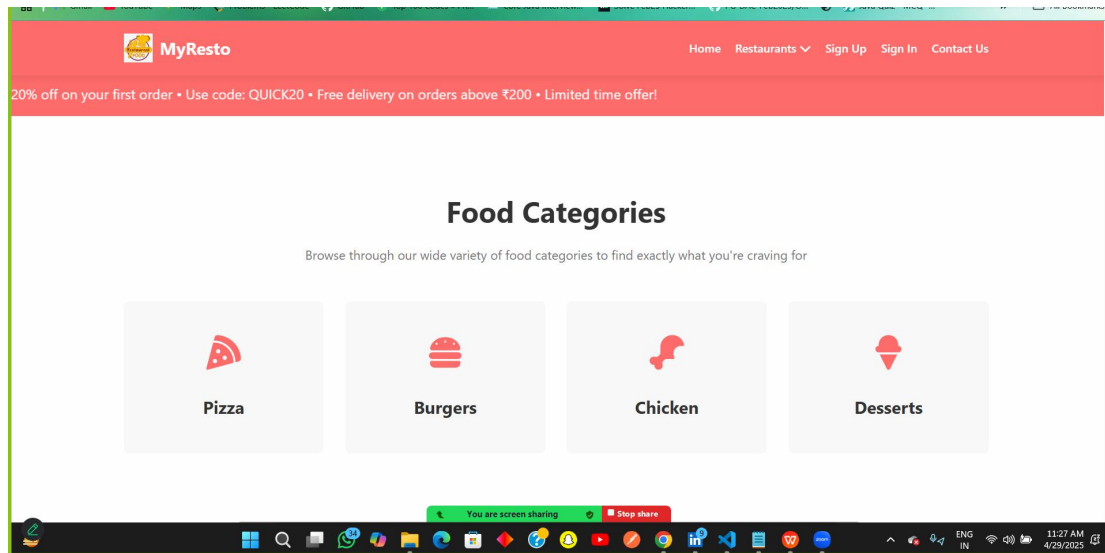 MyResto
Home Restaurants Sign Up Sign In Contact Us
20% off on your first order • Use code: QUICK20 • Free delivery on orders above ₹200 • Limited time offer!
Food Categories
Browse through our wide variety of food categories to find exactly what you're craving for
Pizza Burgers Chicken Desserts
You are screen sharing Stop share
34
9
ENG
IN
11:27 AM
4/29/2025